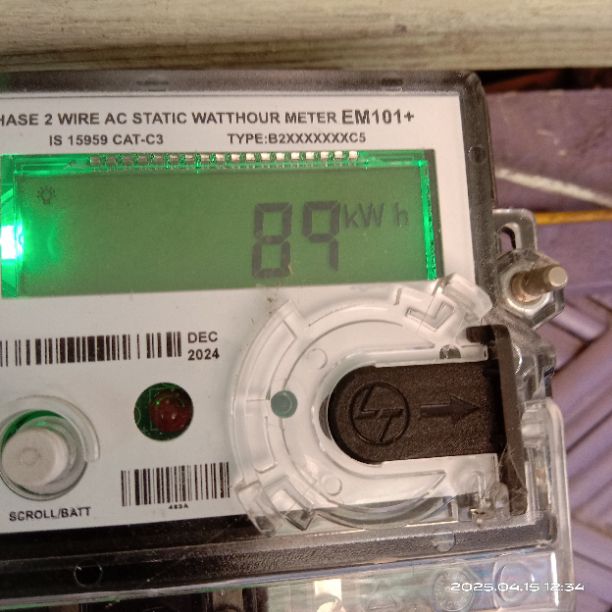 HASE 2 WIRE AC STATIC WATTHOUR METER EM101+
IS 15959 CAT-C3 TYPE:B2XXXXXXXC5
89 kWh
DEC
2024
LT
SCROLL/BATT
2025.04.15 12:34